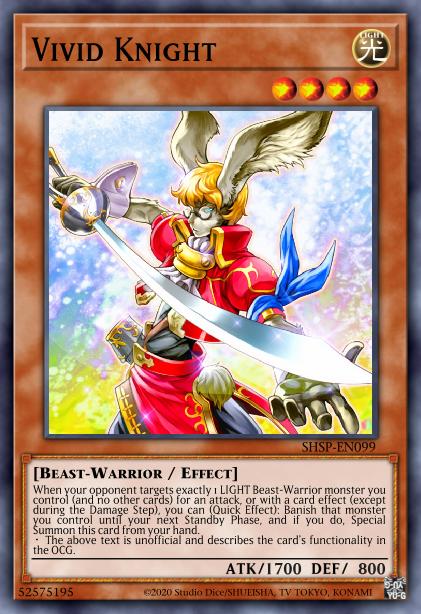 VIVID KNIGHT
LIGHT
光
SHSP-EN099
[BEAST-WARRIOR / EFFECT]
When your opponent targets exactly 1 LIGHT Beast-Warrior monster you
control (and no other cards) for an attack, or with a card effect (except
during the Damage Step), you can (Quick Effect): Banish that monster
you control until your next Standby Phase, and if you do, Special
Summon this card from your hand.
· The above text is unofficial and describes the card's functionality in
the OCG.
ATK/1700 DEF/ 800
52575195
©2020 Studio Dice/SHUEISHA, TV TOKYO, KONAMI